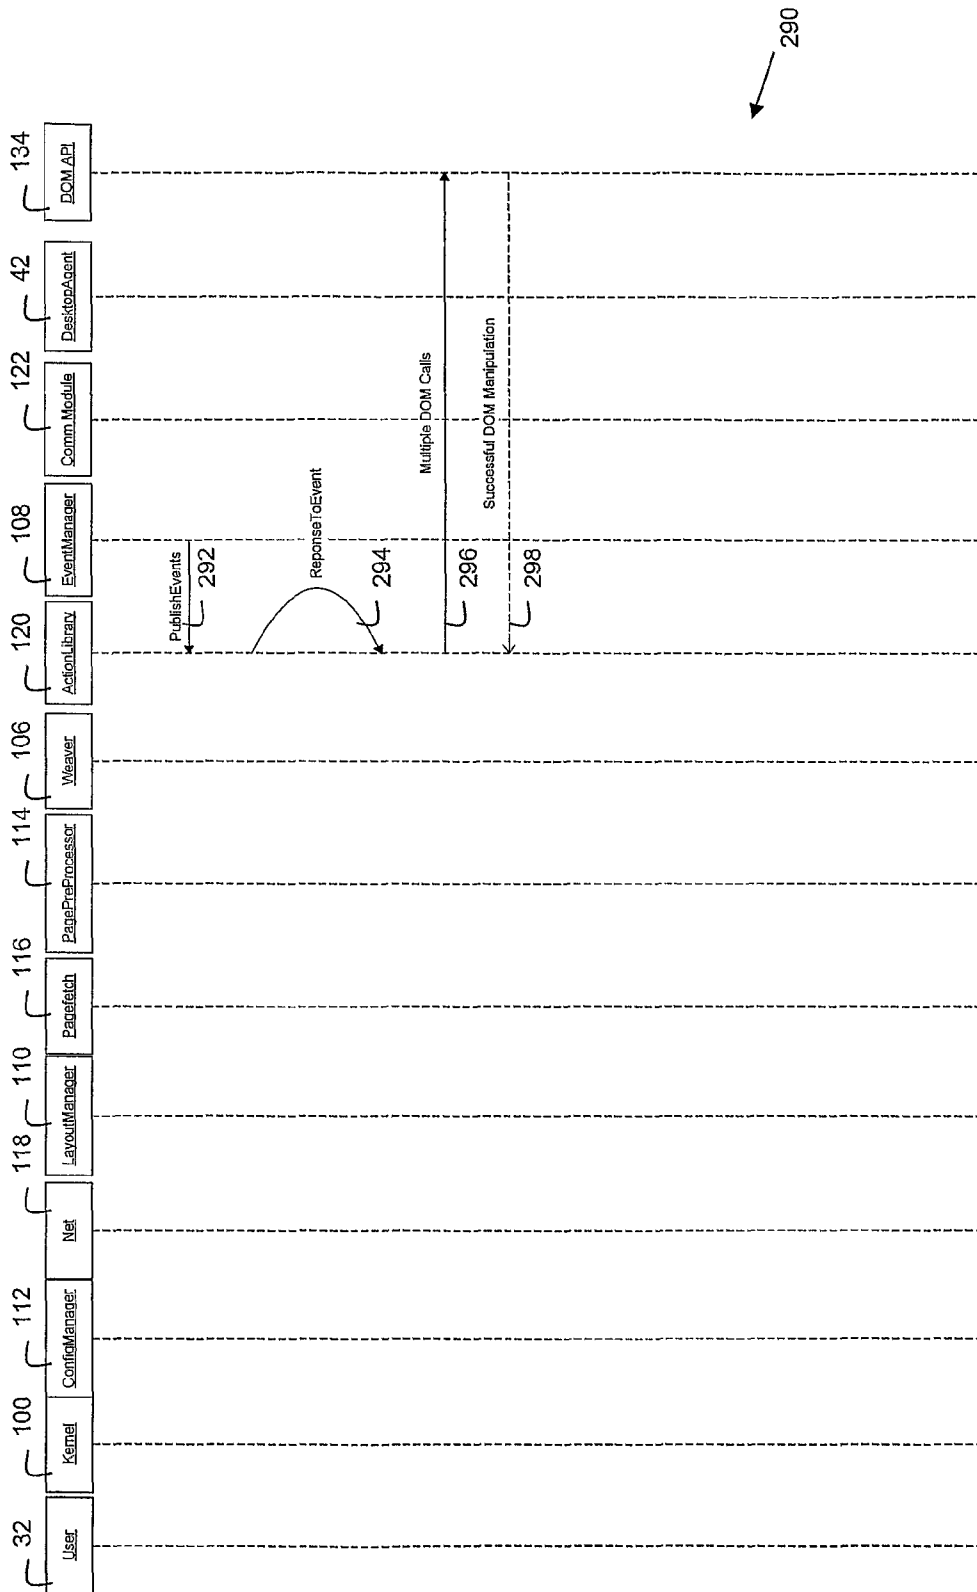 32
User
100
Kernel
112
ConfigManager
118
Net
110
LayoutManager
116
Pagefetch
114
PagePreProcessor
106
Weaver
120
ActionLibrary
108
EventManager
122
Comm Module
42
DesktopAgent
134
DOM API
PublishEvents
292
ReponseToEvent
294
Multiple DOM Calls
296
Successful DOM Manipulation
298
290